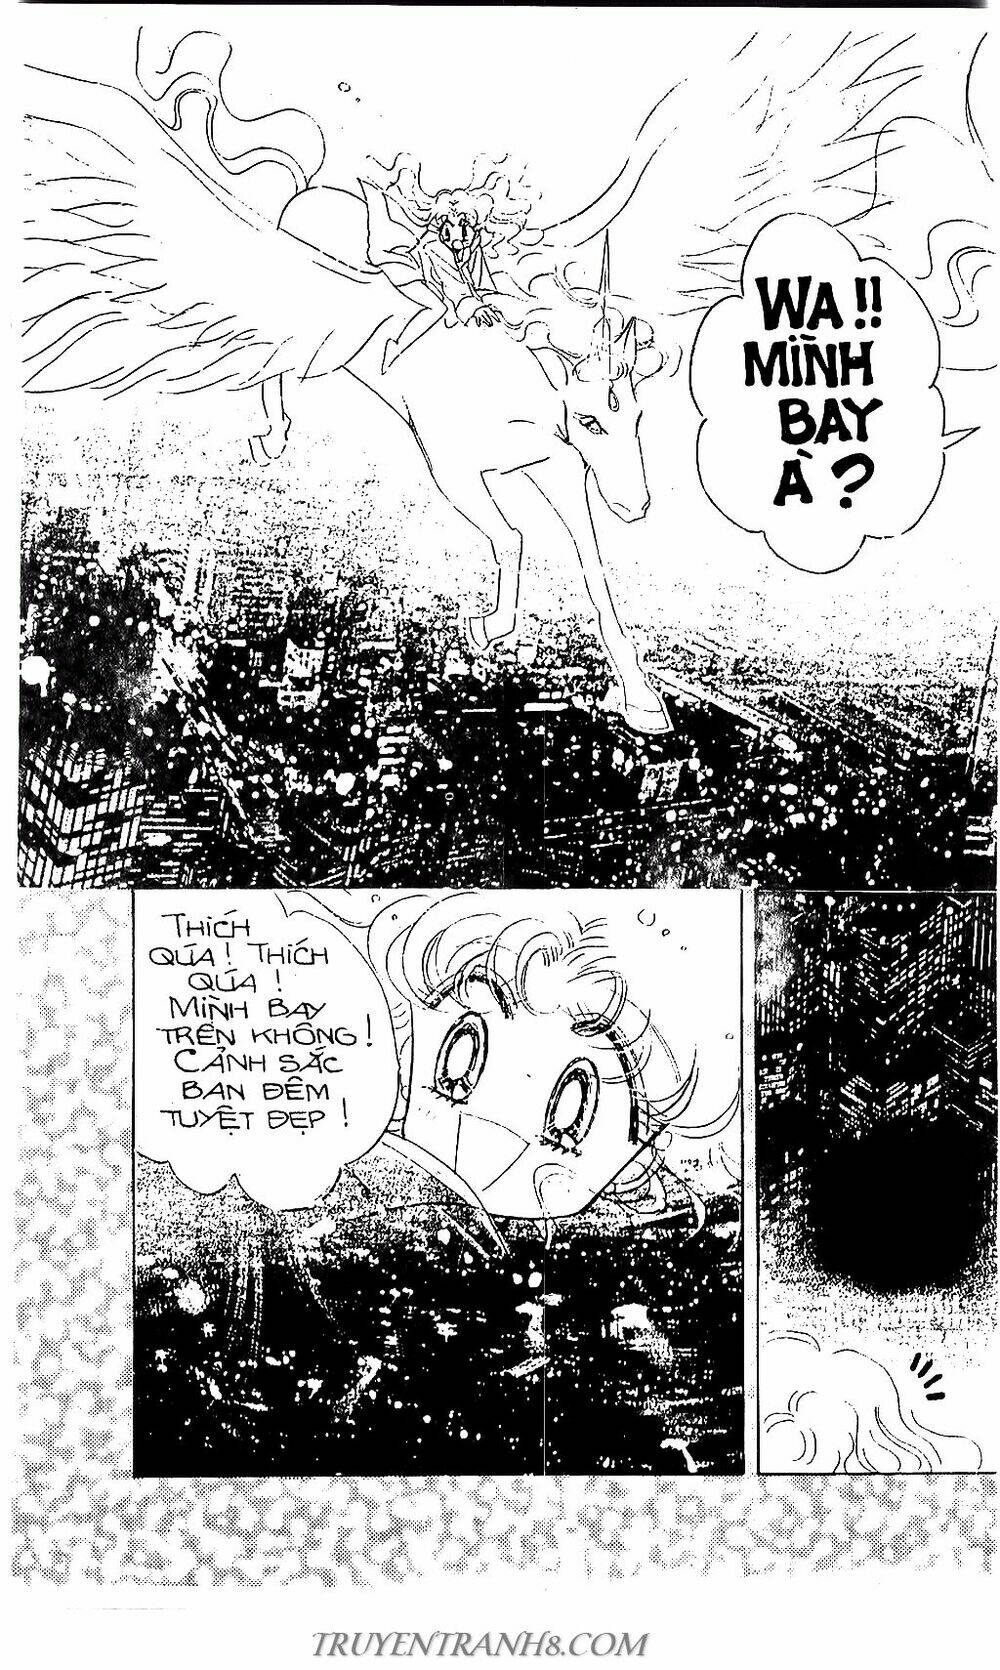 WA!!
MÌNH
BAY
À?
THÍCH
QÚA! THÍCH
QÚA!
MÌNH BAY
TRÊN KHÔNG!
CẢNH SẮC
BAN ĐÊM
TUYỆT ĐẸP!
TRUYENTRANH8.COM